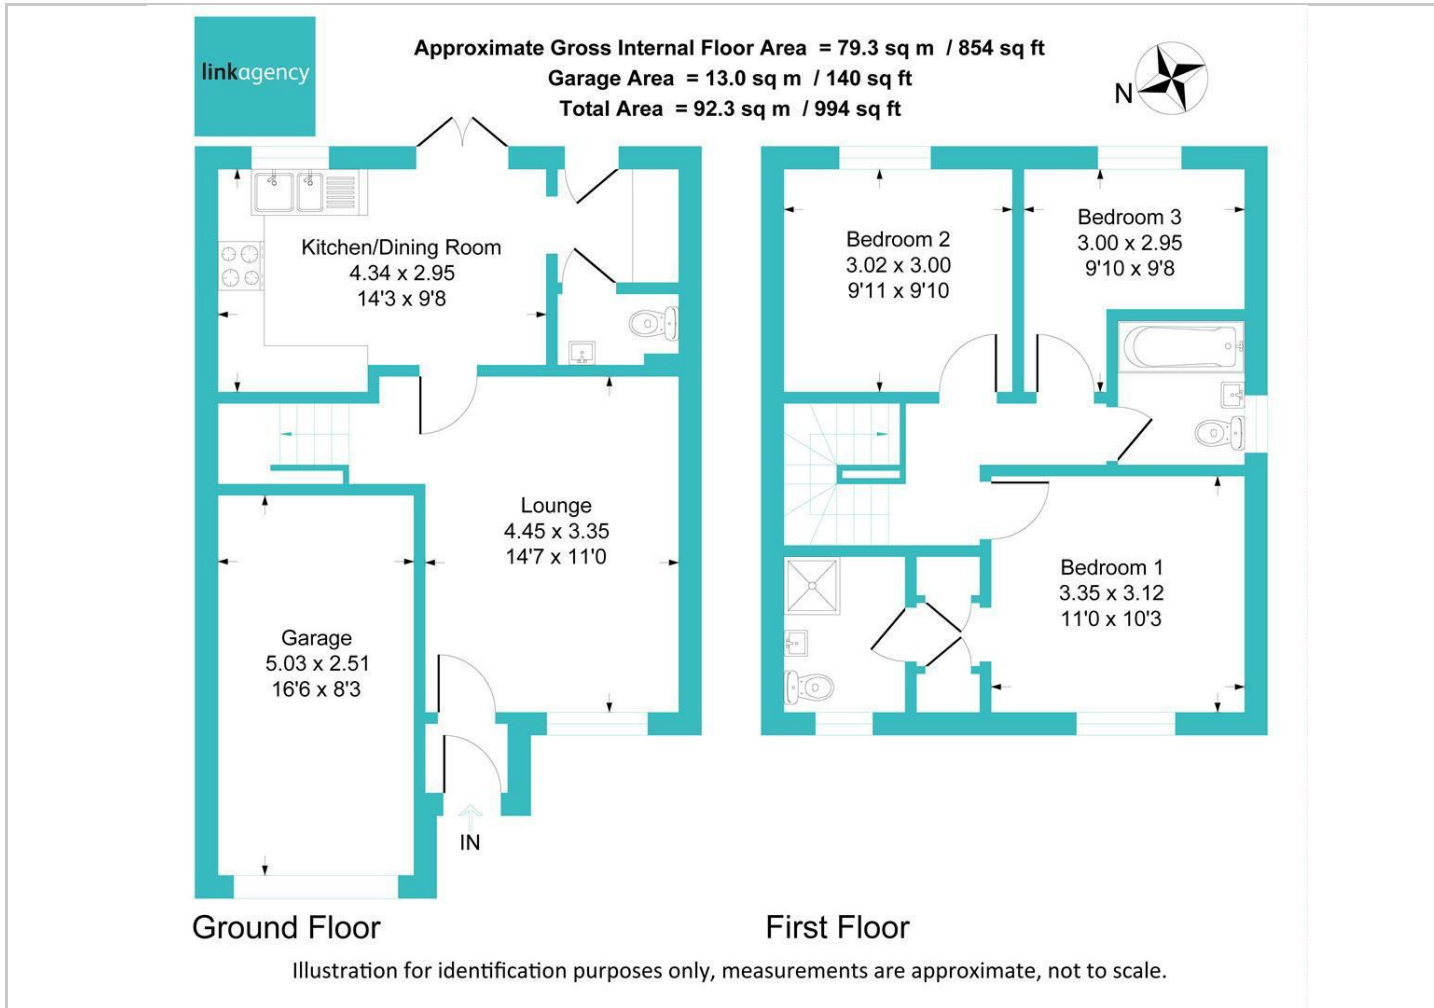 linkagency
Approximate Gross Internal Floor Area = 79.3 sq m / 854 sq ft
Garage Area = 13.0 sq m / 140 sq ft
Total Area = 92.3 sq m / 994 sq ft
N
Kitchen/Dining Room
4.34 x 2.95
14'3 x 9'8
Lounge
4.45 x 3.35
14'7 x 11'0
Garage
5.03 x 2.51
16'6 x 8'3
IN
Ground Floor
Bedroom 2
3.02 x 3.00
9'11 x 9'10
Bedroom 3
3.00 x 2.95
9'10 x 9'8
Bedroom 1
3.35 x 3.12
11'0 x 10'3
First Floor
Illustration for identification purposes only, measurements are approximate, not to scale.